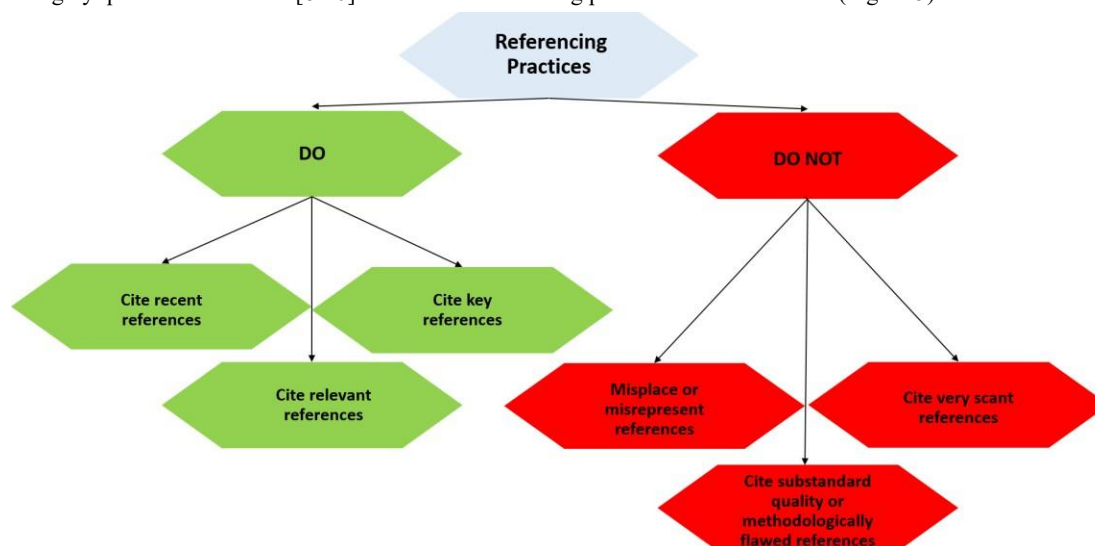 Referencing
Practices
DO
DO NOT
Cite recent
references
Cite key
references
Cite relevant
references
Misplace or
misrepresent
references
Cite very scant
references
Cite substandard
quality or
methodologically
flawed references